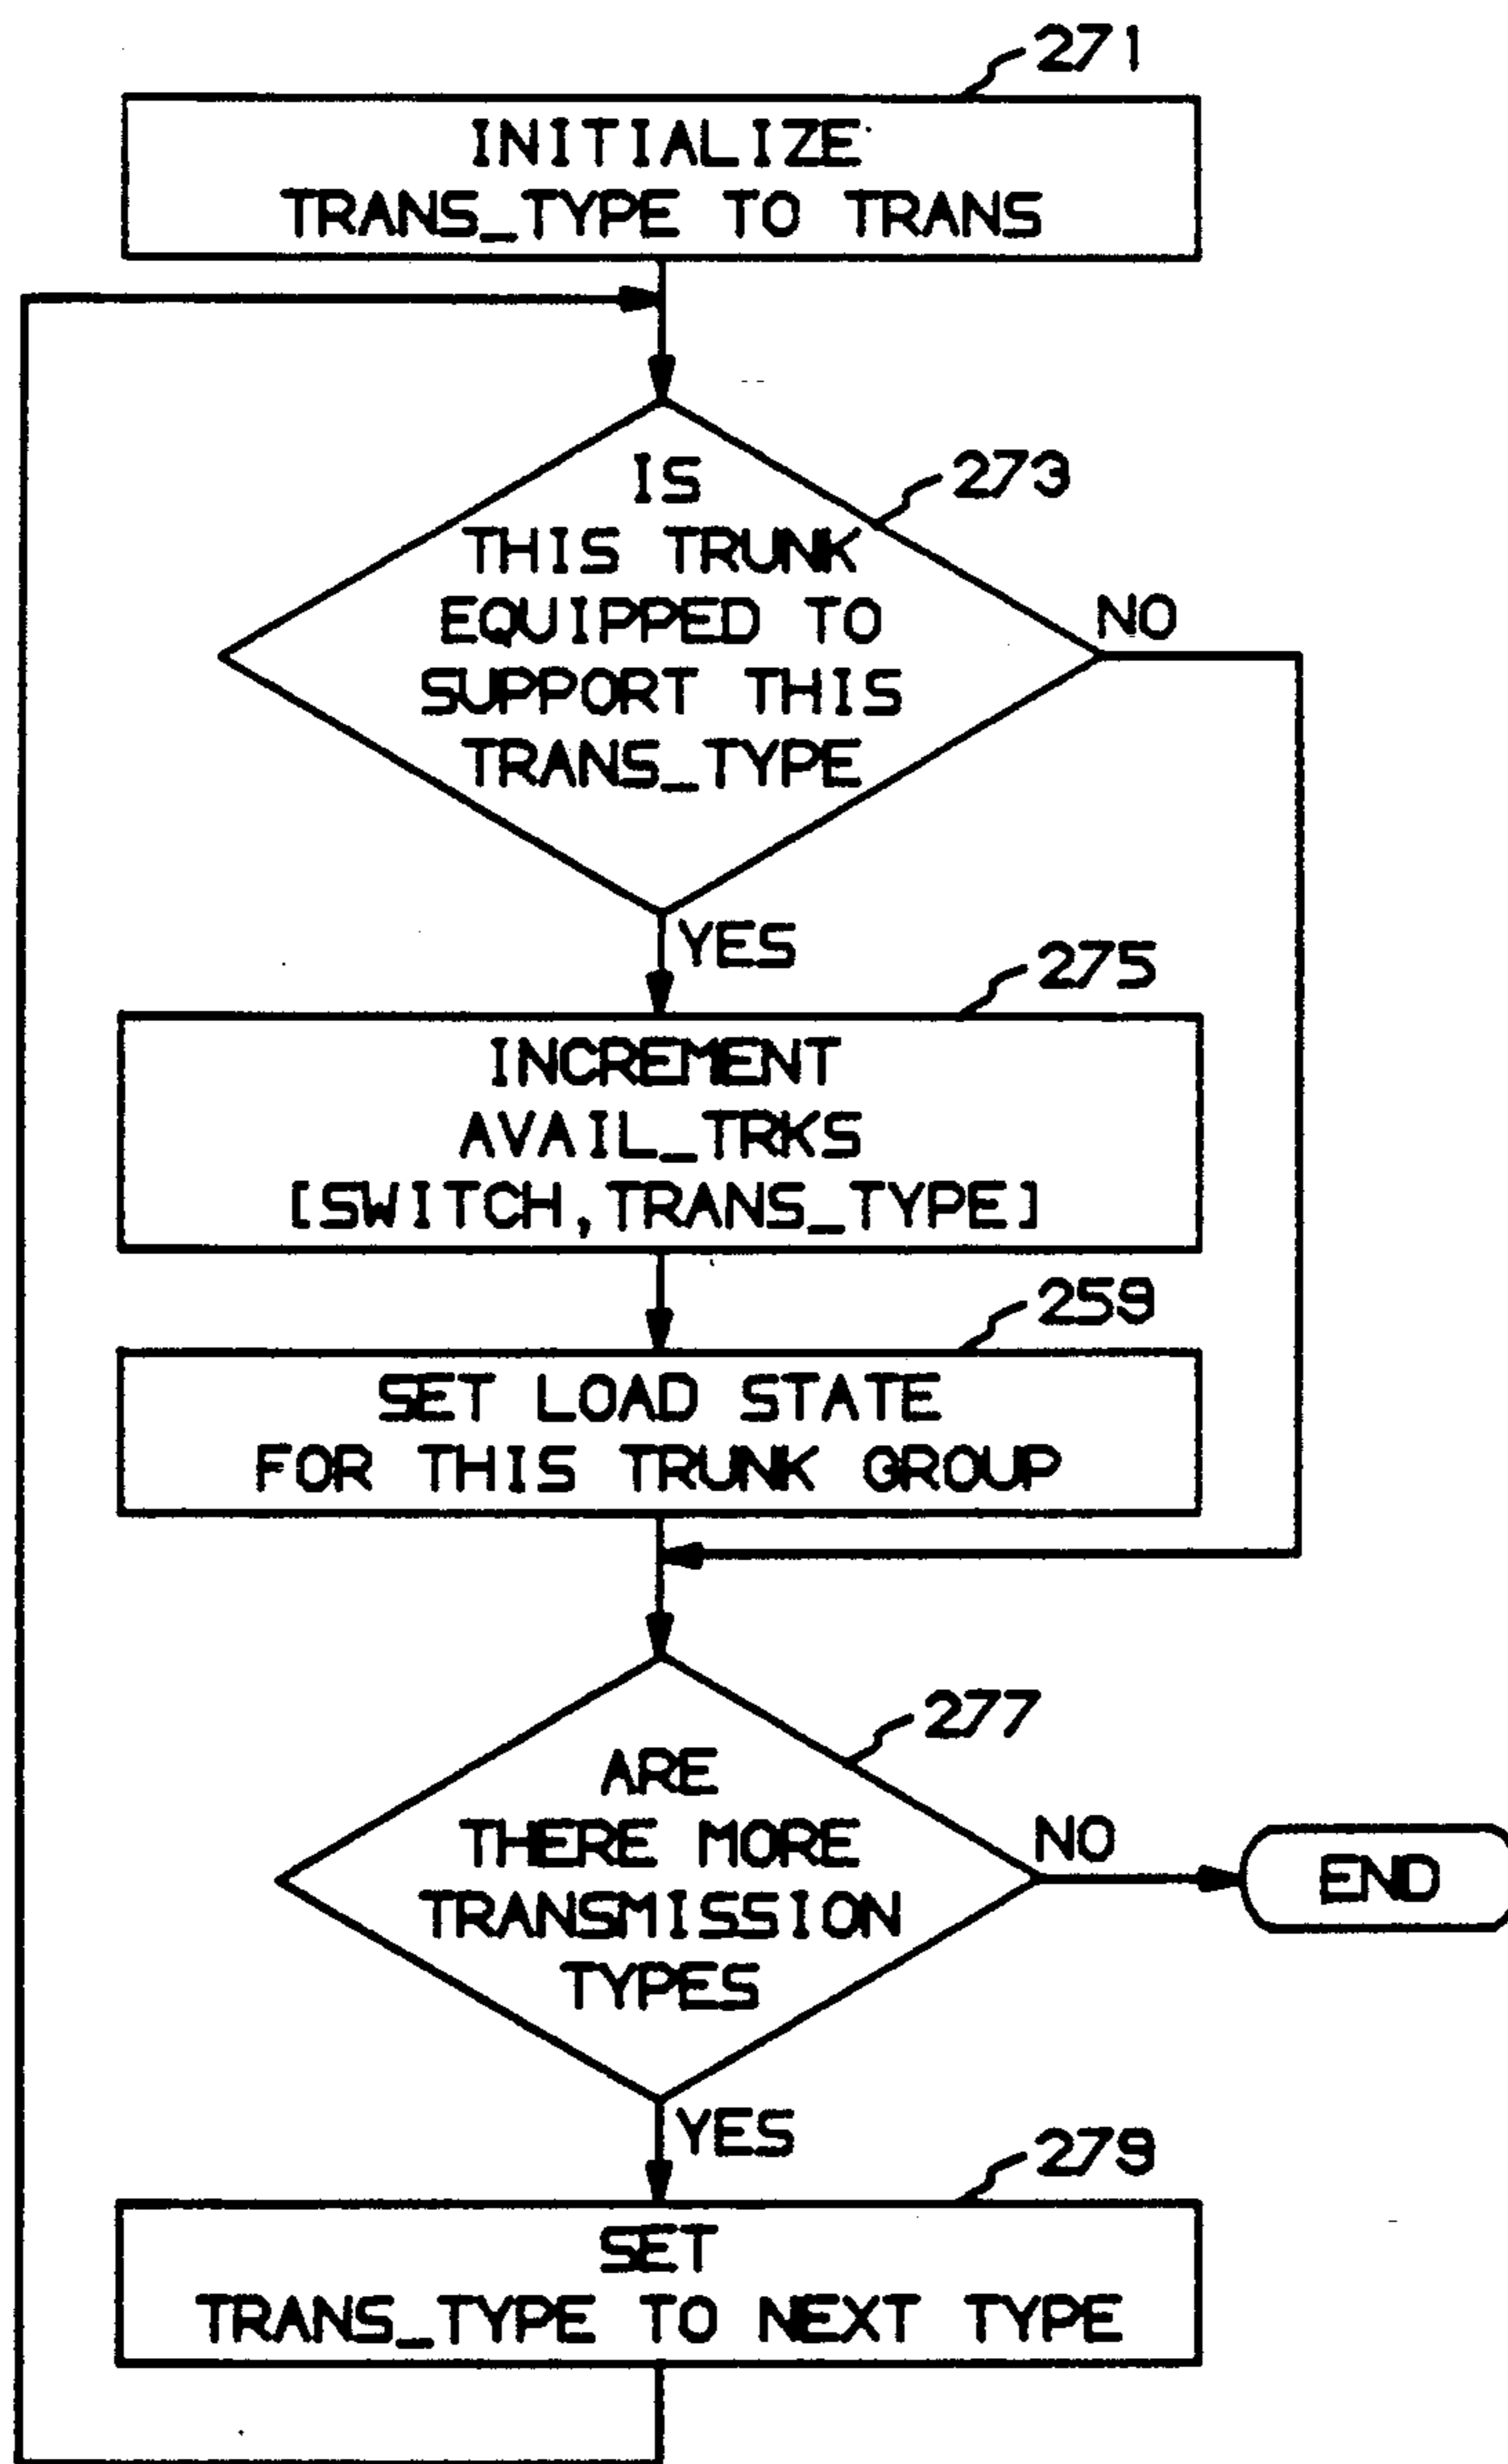 271
INITIALIZE
TRANS_TYPE TO TRANS
273
IS
THIS TRUNK
EQUIPPED TO
SUPPORT THIS
TRANS_TYPE
NO
YES
275
INCREMENT
AVAIL_TRKS
[SWITCH,TRANS_TYPE]
259
SET LOAD STATE
FOR THIS TRUNK GROUP
277
ARE
THERE MORE
TRANSMISSION
TYPES
NO
END
YES
279
SET
TRANS_TYPE TO NEXT TYPE